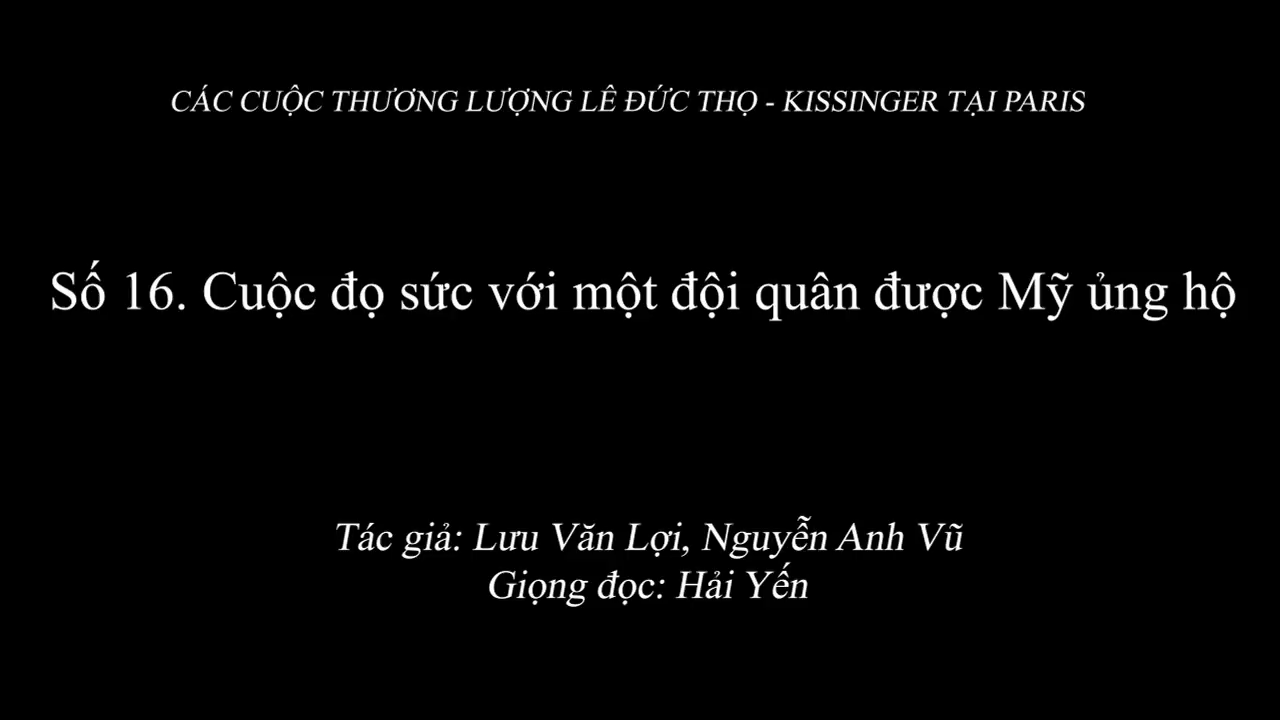 CÁC CUỘC THƯƠNG LƯỢNG LÊ ĐỨC THỌ - KISSINGER TẠI PARIS
Số 16. Cuộc đọ sức với một đội quân được Mỹ ủng hộ
Tác giả: Lưu Văn Lợi, Nguyễn Anh Vũ
Giọng đọc: Hải Yến